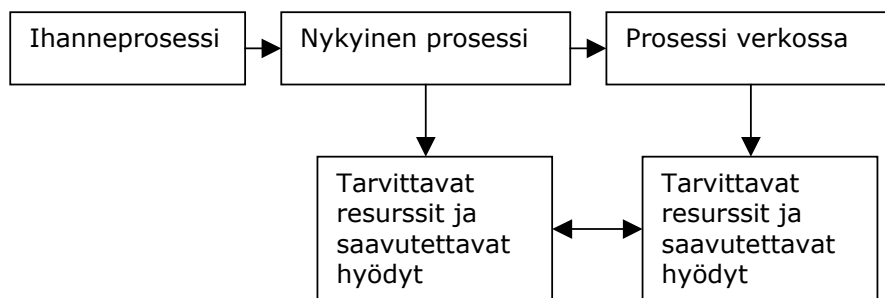 Ihanneprosessi
Nykyinen prosessi
Prosessi verkossa
Tarvittavat
resurssit ja
saavutettavat
hyödyt
Tarvittavat
resurssit ja
saavutettavat
hyödyt